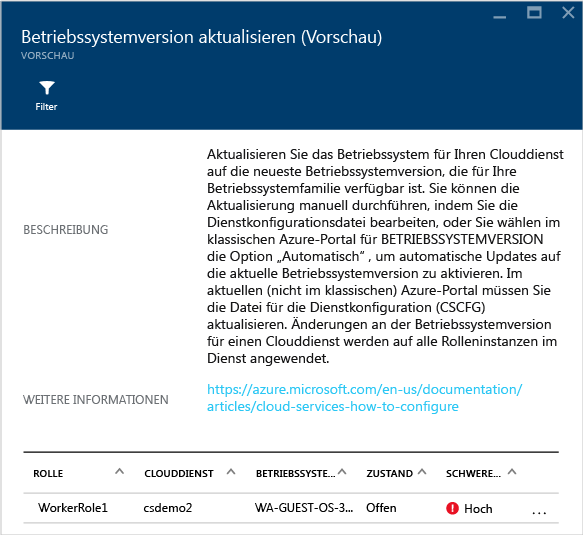 Betriebssystemversion aktualisieren (Vorschau)
VORSCHAU
Filter
BESCHREIBUNG
Aktualisieren Sie das Betriebssystem für Ihren Clouddienst
auf die neueste Betriebssystemversion, die für Ihre
Betriebssystemfamilie verfügbar ist. Sie können die
Aktualisierung manuell durchführen, indem Sie die
Dienstkonfigurationsdatei bearbeiten, oder Sie wählen im
klassischen Azure-Portal für BETRIEBSSYSTEMVERSION
die Option „Automatisch“ , um automatische Updates auf
die aktuelle Betriebssystemversion zu aktivieren. Im
aktuellen (nicht im klassischen) Azure-Portal müssen Sie
die Datei für die Dienstkonfiguration (CSCFG)
aktualisieren. Änderungen an der Betriebssystemversion
für einen Clouddienst werden auf alle Rolleninstanzen im
Dienst angewendet.
WEITERE INFORMATIONEN
https://azure.microsoft.com/en-us/documentation/
articles/cloud-services-how-to-configure
ROLLE CLOUDDIENST BETRIEBSSYSTE... ZUSTAND SCHWERE...
WorkerRole1 csdemo2 WA-GUEST-OS-3... Offen Hoch ...